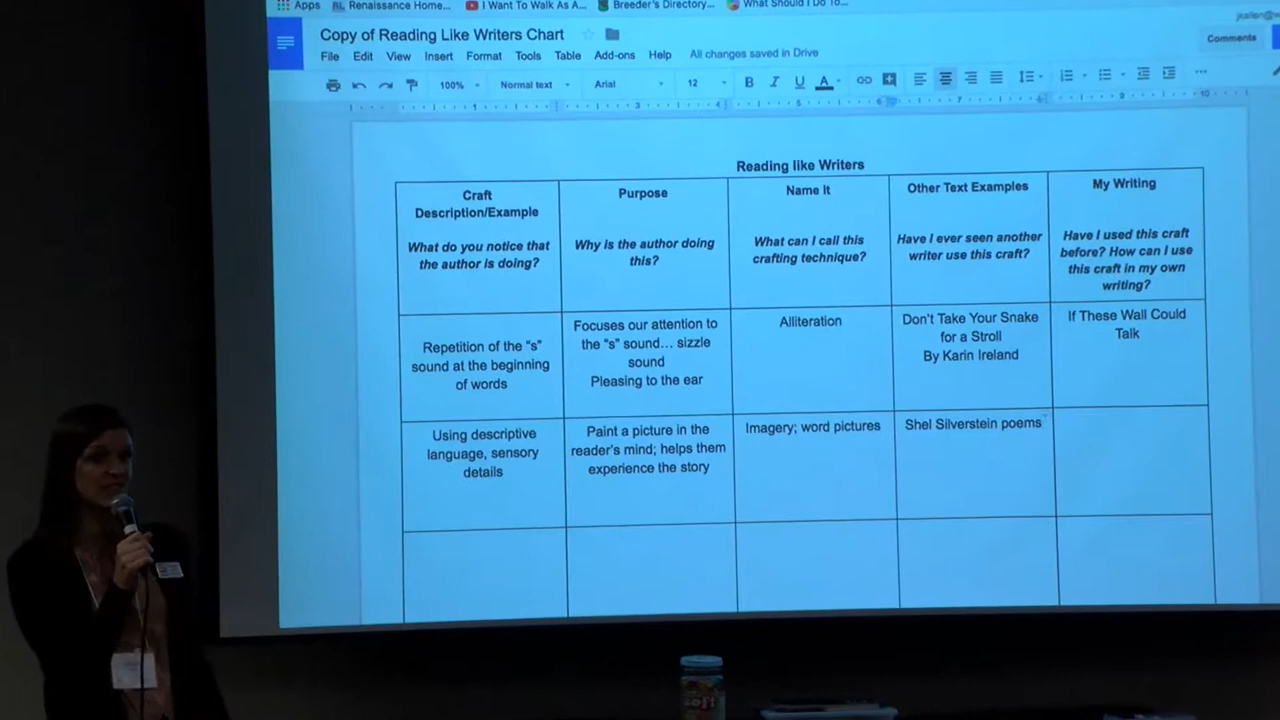 Apps RL Renaissance Home... I Want To Walk As A... Breeder's Directory... What Should I Do To...
Copy of Reading Like Writers Chart
File Edit View Insert Format Tools Table Add-ons Help All changes saved in Drive
Comments
100% Normal text Arial 12 B I U A
Reading like Writers
Craft
Description/Example
What do you notice that
the author is doing?
Purpose
Why is the author doing
this?
Name It
What can I call this
crafting technique?
Other Text Examples
Have I ever seen another
writer use this craft?
My Writing
Have I used this craft
before? How can I use
this craft in my own
writing?
Repetition of the "s"
sound at the beginning
of words
Focuses our attention to
the "s" sound... sizzle
sound
Pleasing to the ear
Alliteration
Don't Take Your Snake
for a Stroll
By Karin Ireland
If These Wall Could
Talk
Using descriptive
language, sensory
details
Paint a picture in the
reader's mind; helps them
experience the story
Imagery; word pictures
Shel Silverstein poems
soft